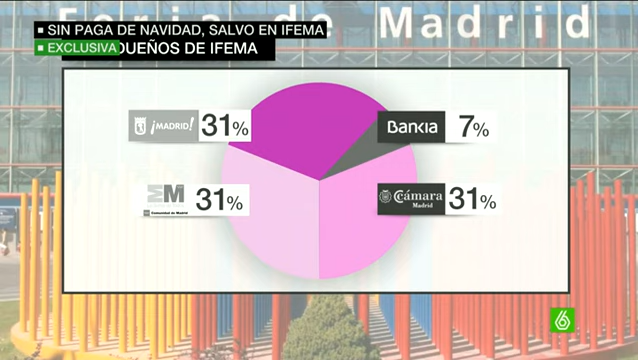 Feria de Madrid
SIN PAGA DE NAVIDAD, SALVO EN IFEMA
EXCLUSIVA
DUEÑOS DE IFEMA
¡MADRID! 31%
Bankia 7%
M
Comunidad de Madrid
31%
Cámara
Madrid
31%
6